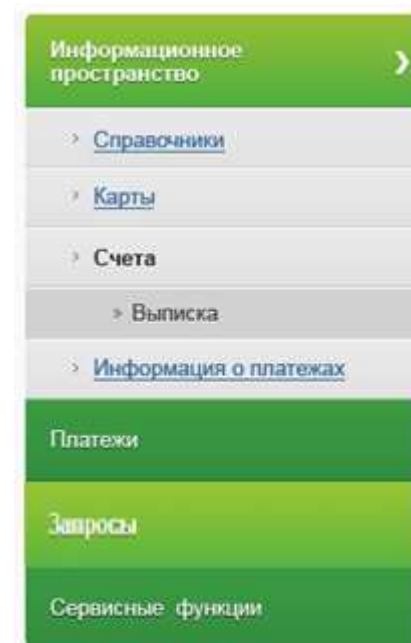 Информационное
пространство
Справочники
Карты
Счета
Выписка
Информация о платежах
Платежи
Запросы
Сервисные функции